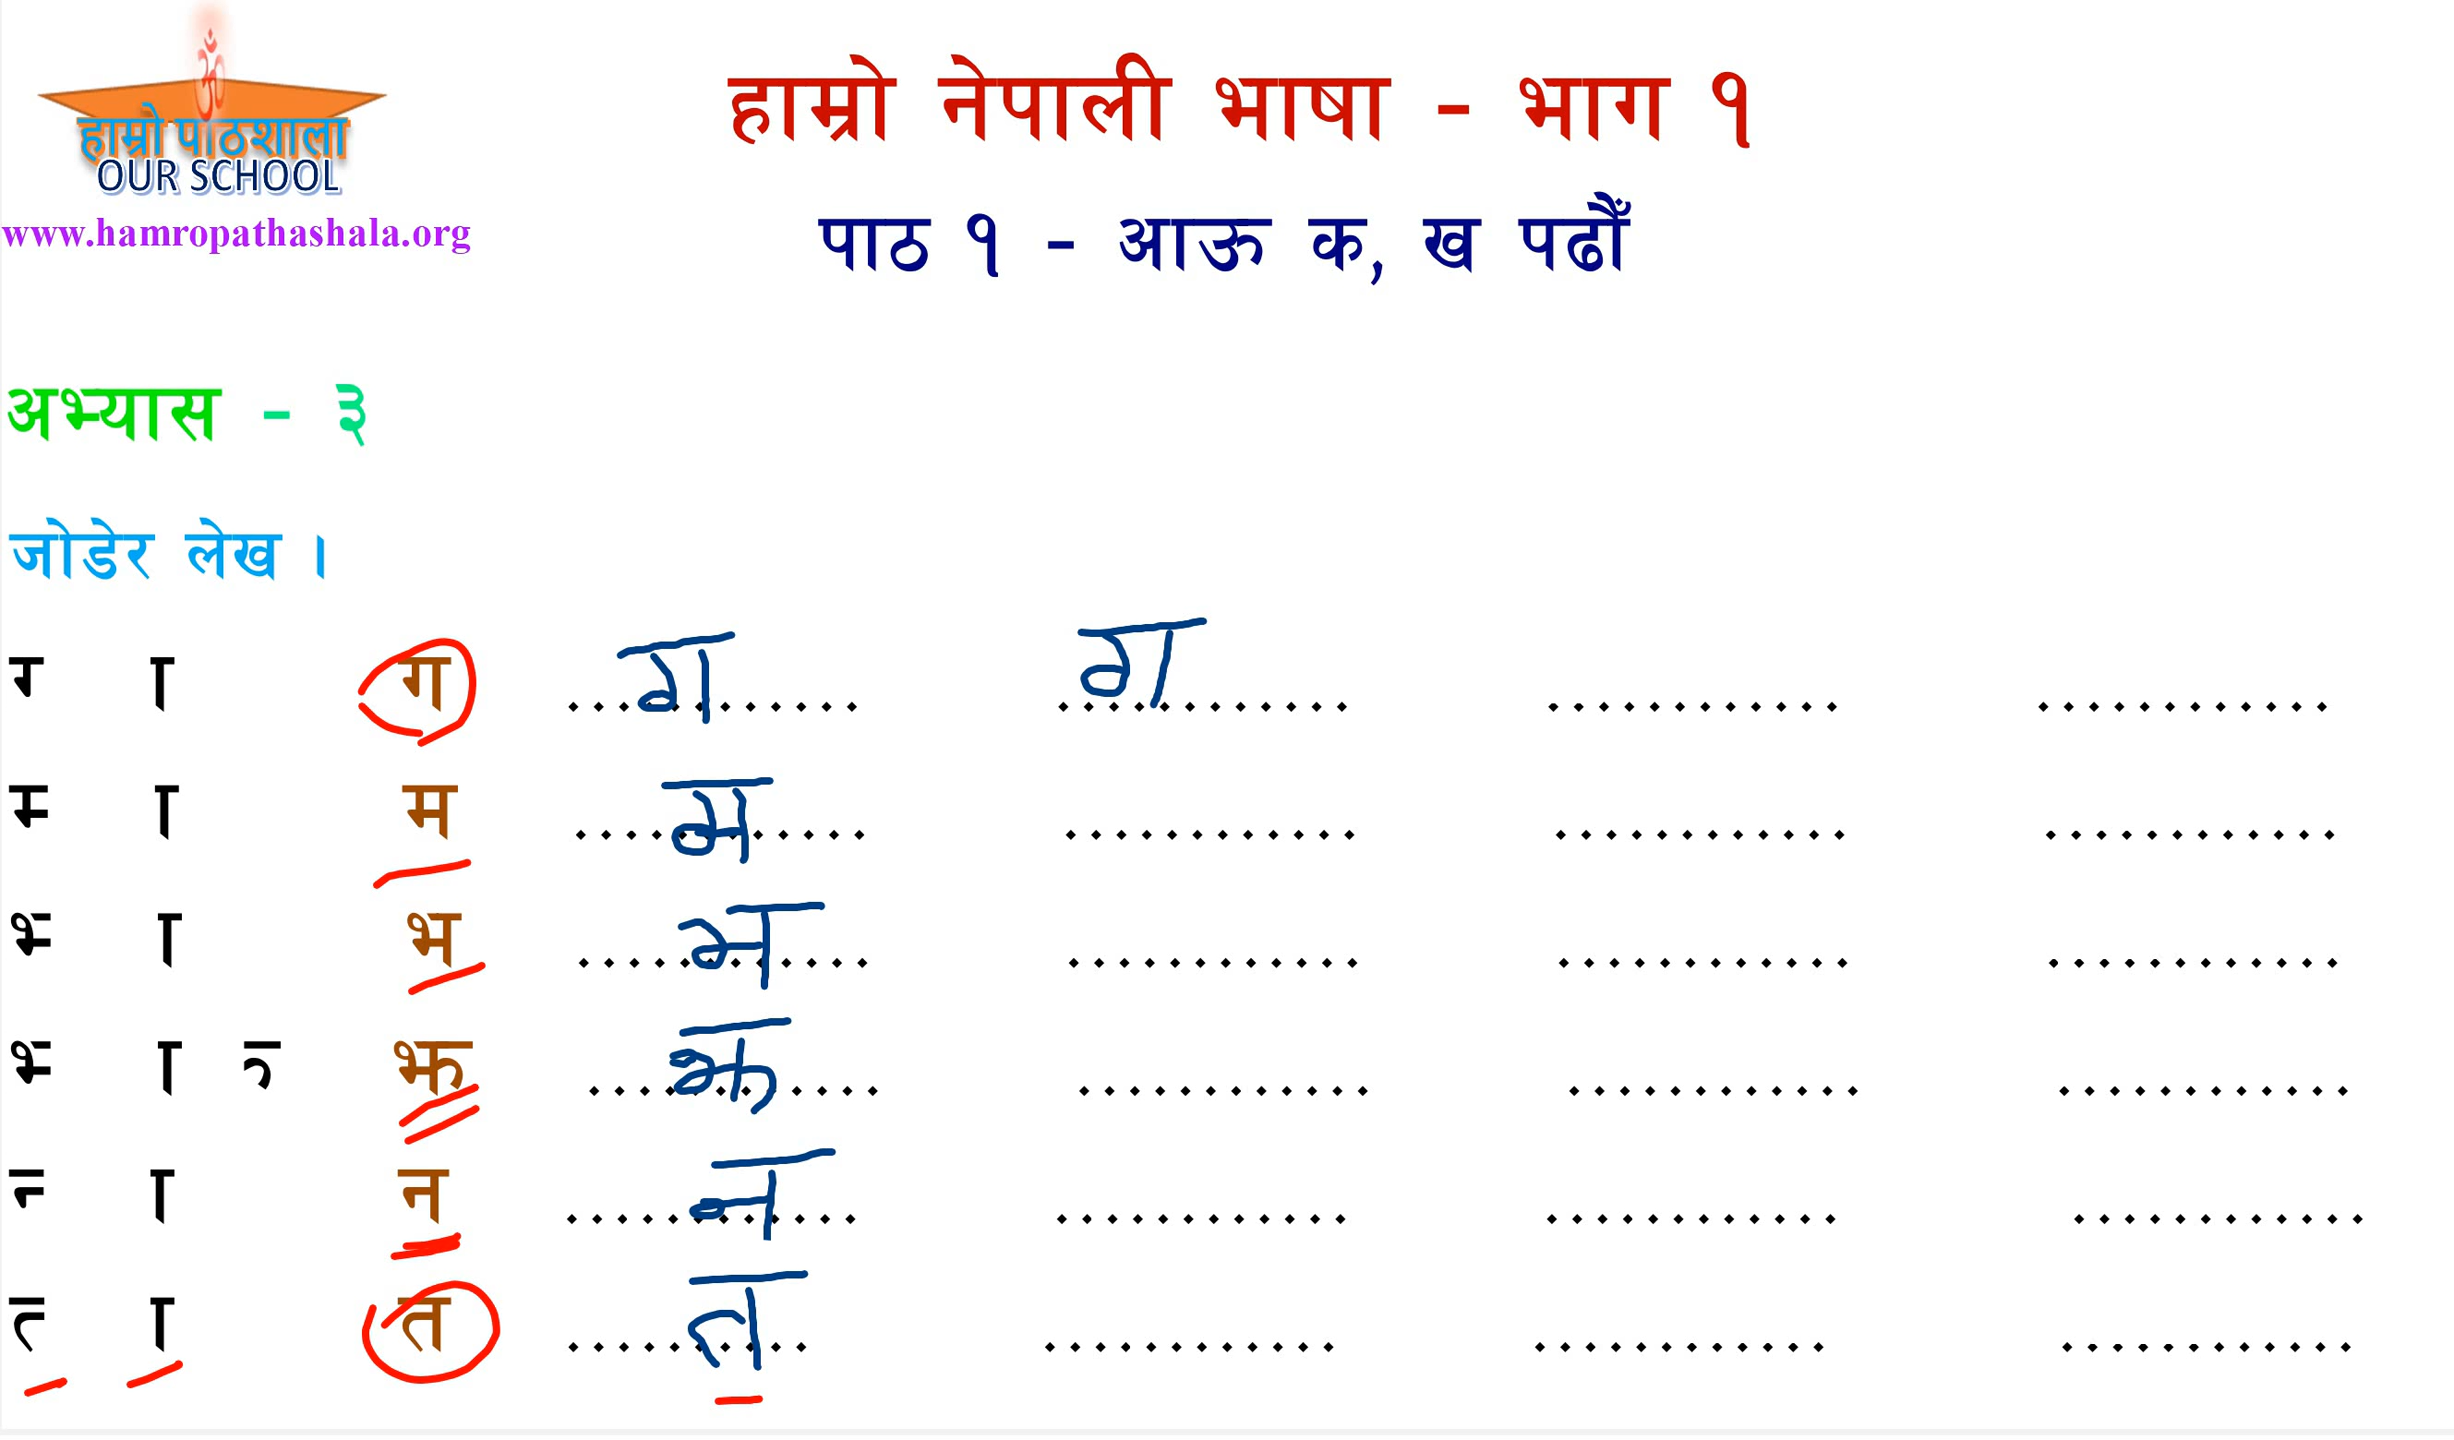 ॐ
हाम्रो पाठशाला
OUR SCHOOL
www.hamropathashala.org
हाम्रो नेपाली भाषा - भाग १
पाठ १ - आऊ क, ख पढौँ
अभ्यास - ३
जोडेर लेख ।
ग् ा ग ............ ग ............ ग ............ ............
म् ा म ............ म ............ ............ ............
भ् ा भ ............ भ ............ ............ ............
भ् ा झ ............ झ ............ ............ ............
न् ा न ............ न ............ ............ ............
त् ा त .......... त ............ ............ ............